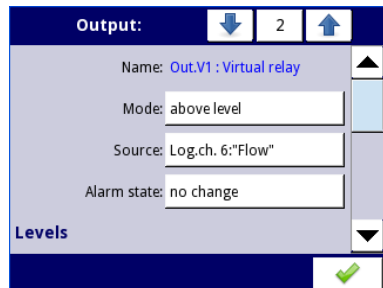 Output: 2
Name: Out.V1 : Virtual relay
Mode: above level
Source: Log.ch. 6:"Flow"
Alarm state: no change
Levels